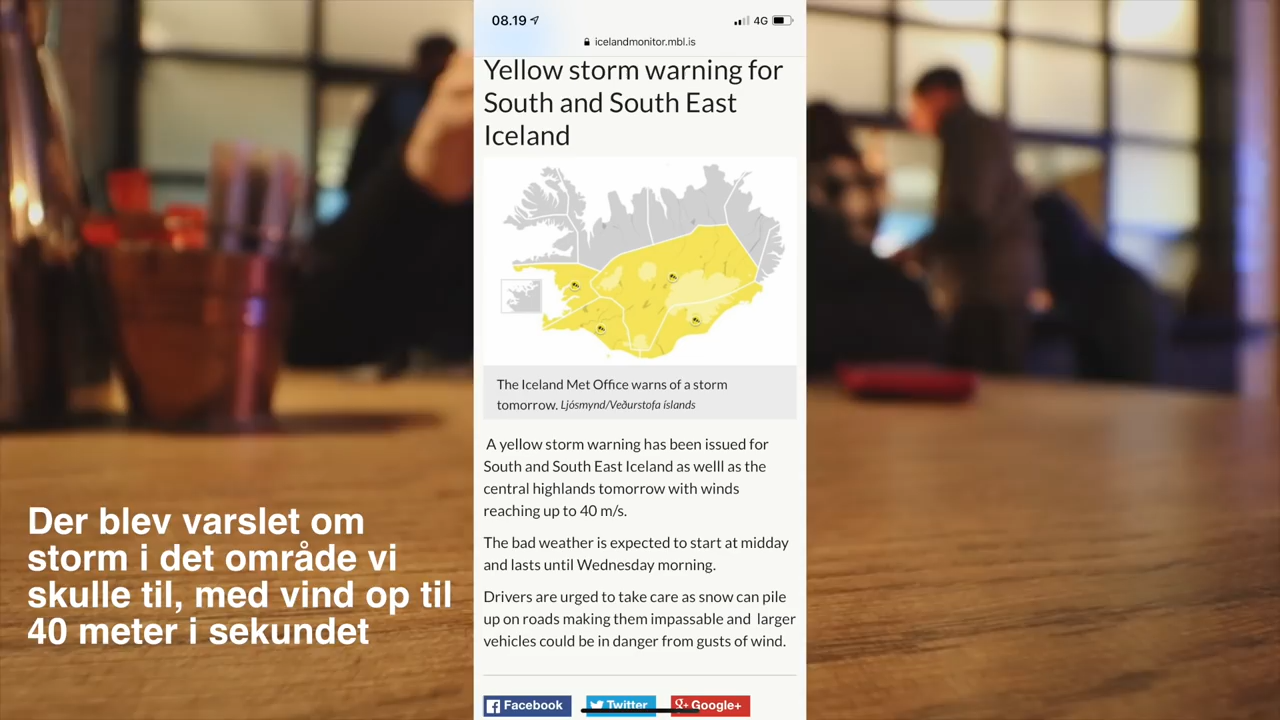 08.19
4G
icelandmonitor.mbl.is
Yellow storm warning for
South and South East
Iceland
The Iceland Met Office warns of a storm
tomorrow. Ljósmynd/Veðurstofa íslands
A yellow storm warning has been issued for
South and South East Iceland as welll as the
central highlands tomorrow with winds
reaching up to 40 m/s.
The bad weather is expected to start at midday
and lasts until Wednesday morning.
Drivers are urged to take care as snow can pile
up on roads making them impassable and larger
vehicles could be in danger from gusts of wind.
Facebook
Twitter
Google+
Der blev varslet om
storm i det område vi
skulle til, med vind op til
40 meter i sekundet